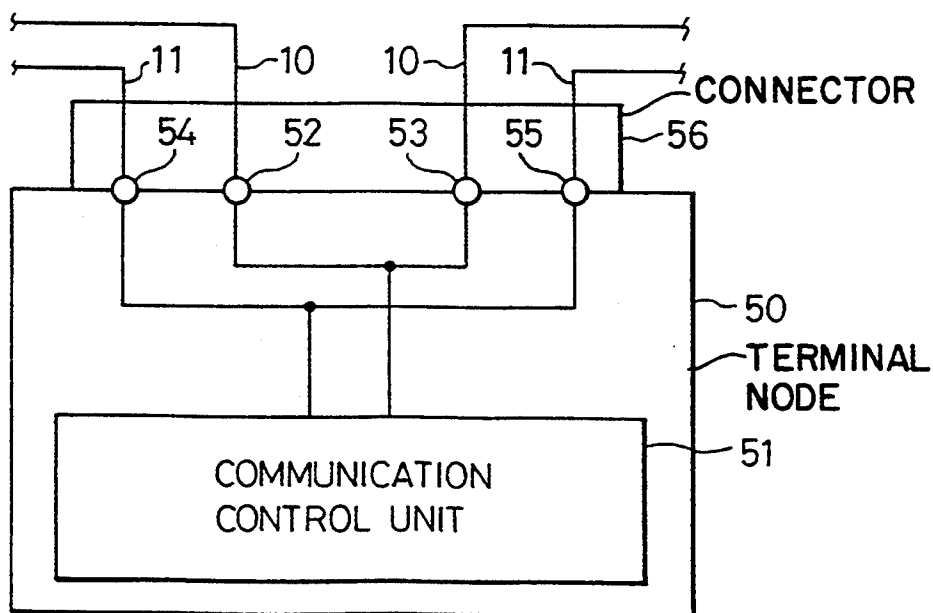 11
10
10
11
CONNECTOR
54
52
53
55
56
50
TERMINAL
NODE
51
COMMUNICATION
CONTROL UNIT